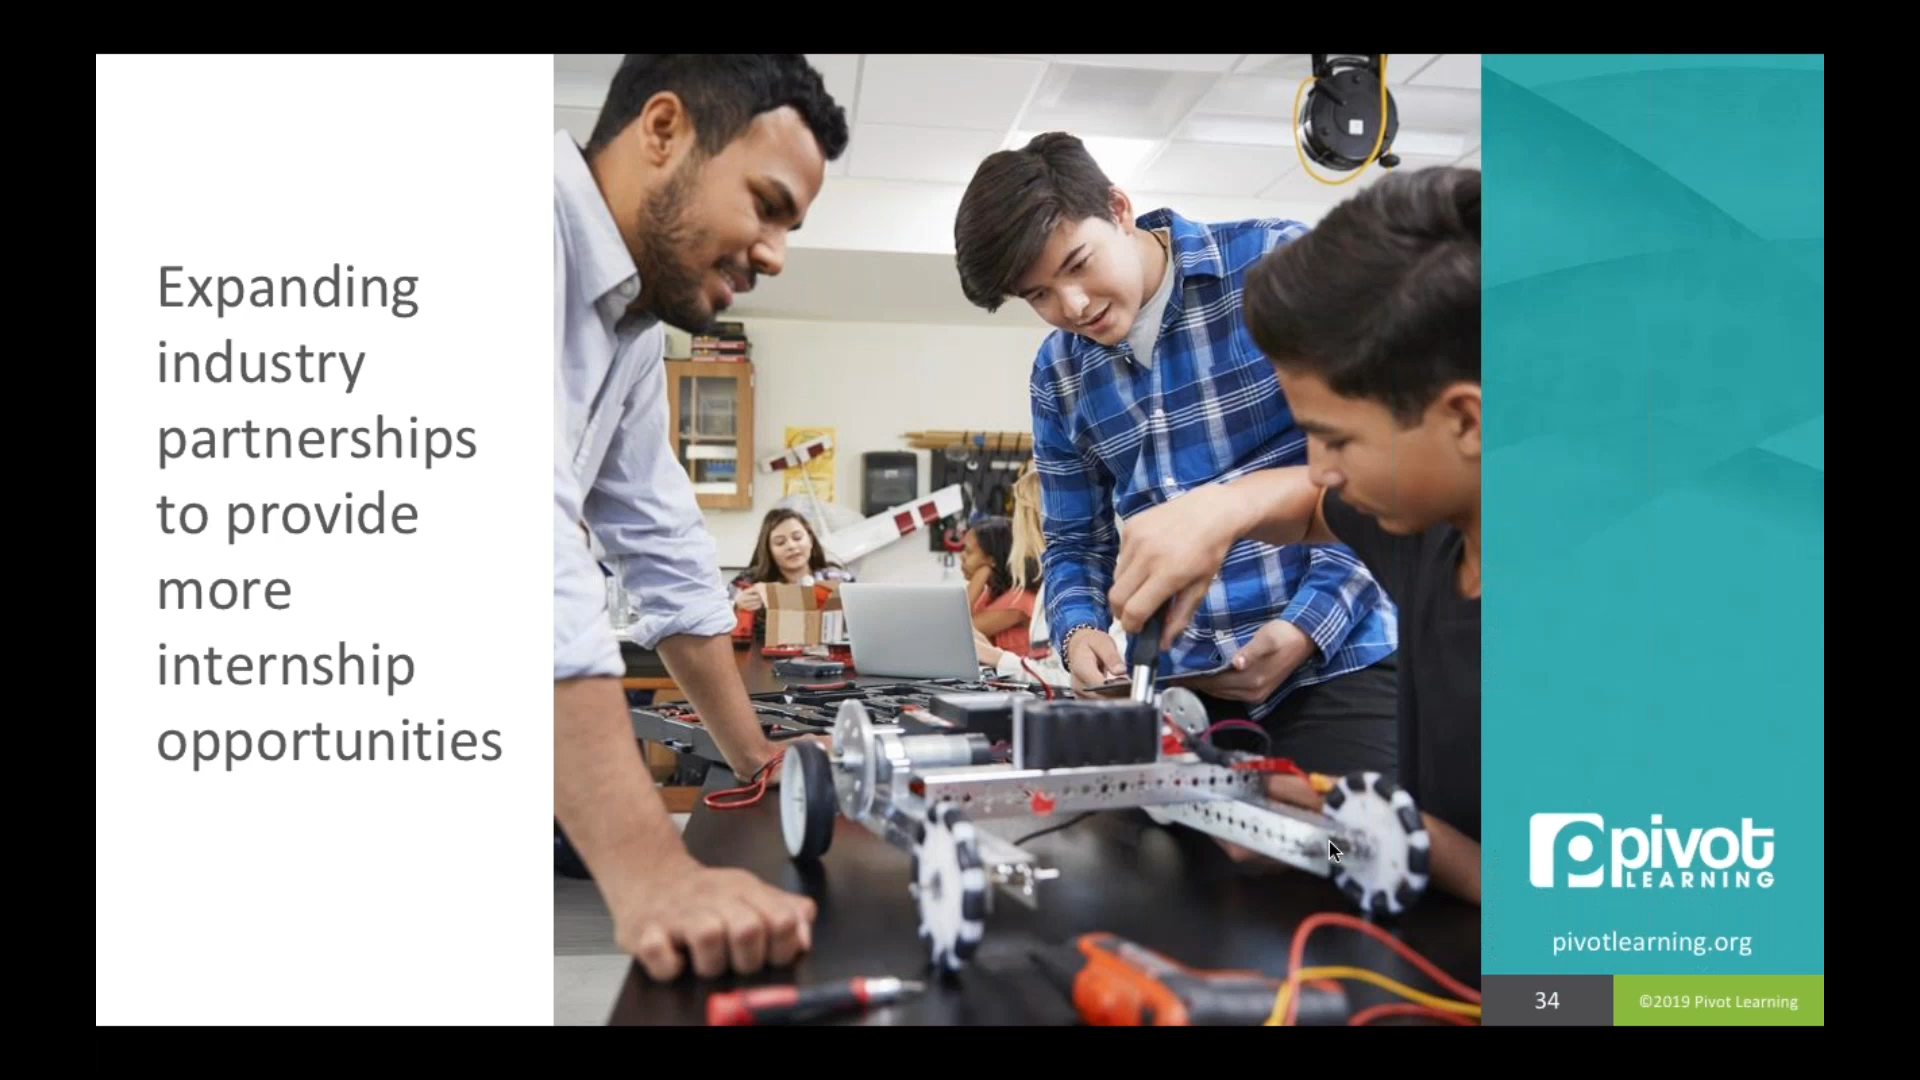 Expanding
industry
partnerships
to provide
more
internship
opportunities
pivot
LEARNING
pivotlearning.org
34
©2019 Pivot Learning